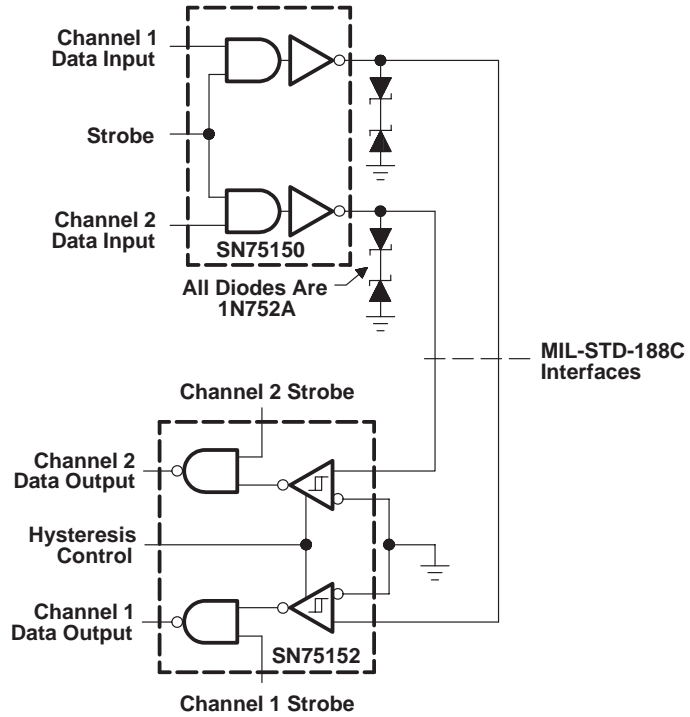 Channel 1
Data Input
Strobe
Channel 2
Data Input
SN75150
All Diodes Are
1N752A
MIL-STD-188C
Interfaces
Channel 2 Strobe
Channel 2
Data Output
Hysteresis
Control
Channel 1
Data Output
SN75152
Channel 1 Strobe